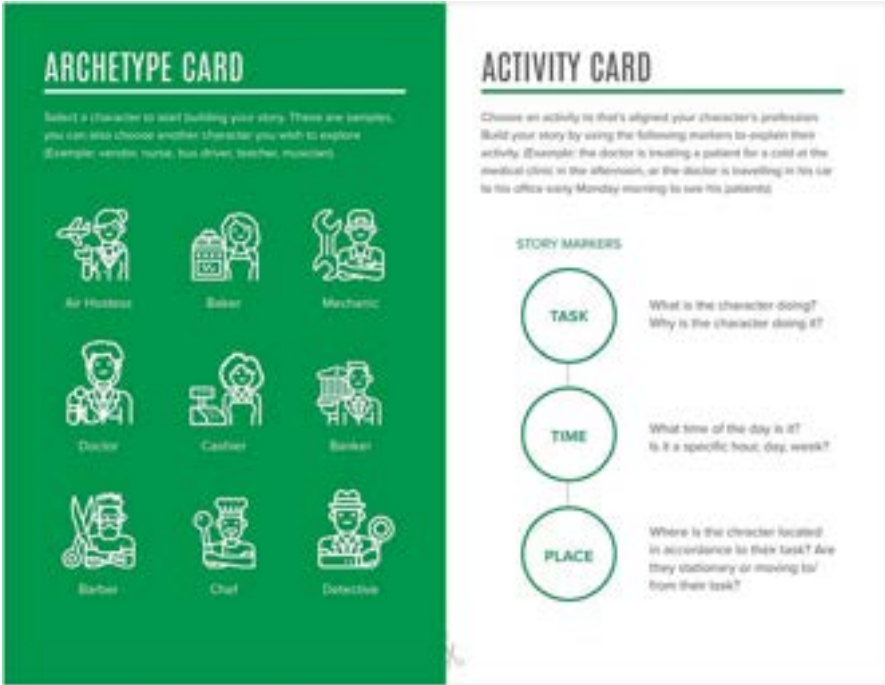 ARCHETYPE CARD
Select a character to start building your story. These are samples,
you can also choose another character you wish to explore
(Example: vendor, nurse, bus driver, teacher, musician).
Air Hostess
Baker
Mechanic
Doctor
Cashier
Banker
Barber
Chef
Detective
ACTIVITY CARD
Choose an activity to that's aligned your character's profession
Build your story by using the following markers to explain their
activity. (Example: the doctor is treating a patient for a cold at the
medical clinic in the afternoon, or the doctor is travelling in his car
to his office early Monday morning to see his patients)
STORY MARKERS
TASK
What is the character doing?
Why is the character doing it?
TIME
What time of the day is it?
Is it a specific hour, day, week?
PLACE
Where is the chracter located
in accordance to their task? Are
they stationary or moving to/
from their task?